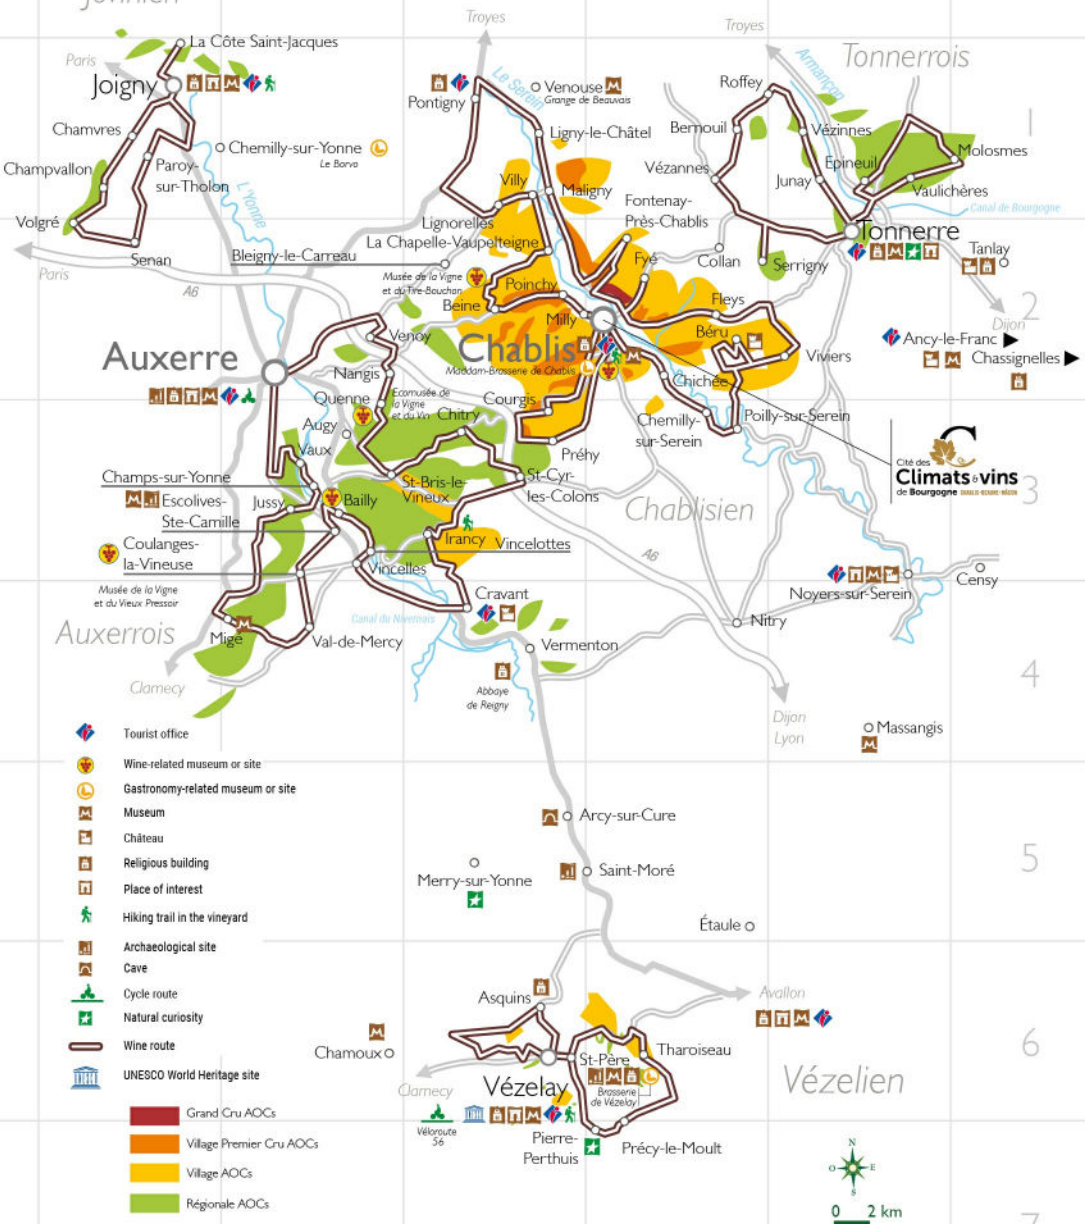 Jovinien
Troyes
Troyes
La Côte Saint-Jacques
Paris
Joigny
Tonnerrois
Armançon
Le Serein
Roffey
Pontigny
Venouse
Grange de Beauvais
1
Chamvres
Ligny-le-Châtel
Bernouil
Vézinnes
Chemilly-sur-Yonne
Le Borvo
Molosmes
Champvallon
Paroy-
sur-Tholon
Villy
Maligny
Vézannes
Junay
Epineuil
Vaulichères
L'Yonne
Fontenay-
Près-Chablis
Canal de Bourgogne
Volgré
Lignorelles
Tonnerre
La Chapelle-Vaupelteigne
Senan
Bleigny-le-Carreau
Fyé
Collan
Serrigny
Tanlay
Paris
A6
Musée de la Vigne
et du Tire-Bouchon
Poinchy
Beine
Fleys
2
Milly
Dijon
Venoy
Béru
Ancy-le-Franc
Auxerre
Chablis
Viviers
Chassignelles
Maddam-Brasserie de Chablis
Nangis
Chichée
Quenne
Ecomusée de
la Vigne
et du Vin
Courgis
Chitry
Augy
Chemilly-
sur-Serein
Poilly-sur-Serein
Vaux
Préhy
Cité des
Climats & vins
de Bourgogne CHABLIS-BEAUNE-MÂCON
Champs-sur-Yonne
St-Bris-le-
Vineux
St-Cyr-
les-Colons
3
Escolives-
Ste-Camille
Jussy
Bailly
Chablisien
Coulanges-
la-Vineuse
Irancy
Vincelottes
A6
Vincelles
Censy
Musée de la Vigne
et du Vieux Pressoir
Noyers-sur-Serein
Cravant
Canal du Nivernais
Auxerrois
Migé
Val-de-Mercy
Nitry
Vermenton
Clamecy
Abbaye
de Reigny
4
Dijon
Lyon
Massangis
Tourist office
Wine-related museum or site
Gastronomy-related museum or site
Museum
Château
Religious building
Place of interest
Hiking trail in the vineyard
Archaeological site
Cave
Cycle route
Natural curiosity
Wine route
UNESCO World Heritage site
Grand Cru AOCs
Village Premier Cru AOCs
Village AOCs
Régionale AOCs
Arcy-sur-Cure
Saint-Moré
5
Merry-sur-Yonne
Étaule
Asquins
Avallon
Chamoux
6
St-Père
Tharoiseau
Clamecy
Vézelay
Brasserie
de Vézelay
Vézelien
Véloroute
56
Pierre-
Perthuis
Précy-le-Moult
N
O
E
S
0 2 km
7